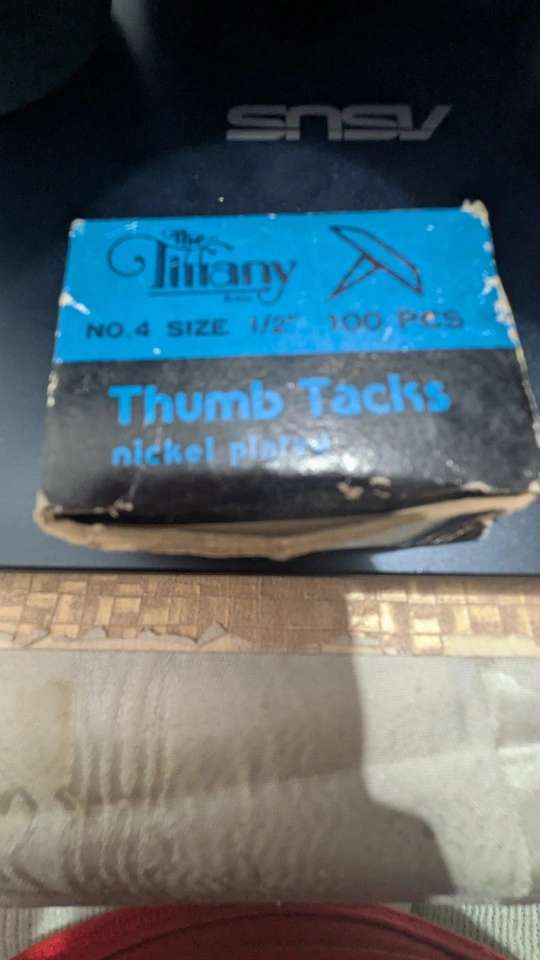 ASUS
The
Tiffany
NO.4 SIZE 1/2" 100 PCS
Thumb Tacks
nickel plated